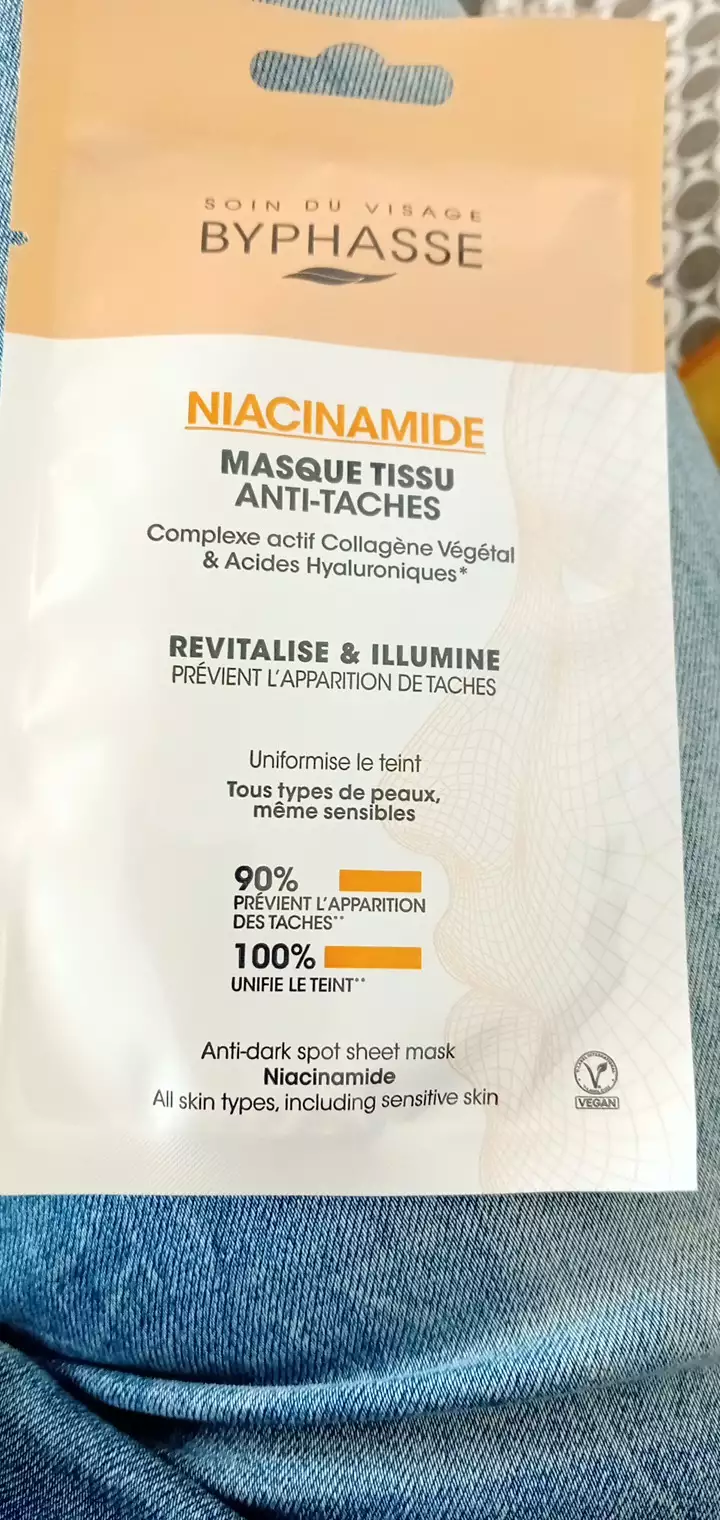 SOIN DU VISAGE
BYPHASSE
NIACINAMIDE
MASQUE TISSU
ANTI-TACHES
Complexe actif Collagène Végétal
& Acides Hyaluroniques*
REVITALISE & ILLUMINE
PRÉVIENT L'APPARITION DE TACHES
Uniformise le teint
Tous types de peaux,
même sensibles
90%
PRÉVIENT L'APPARITION
DES TACHES**
100%
UNIFIE LE TEINT**
Anti-dark spot sheet mask
Niacinamide
All skin types, including sensitive skin
VEGAN